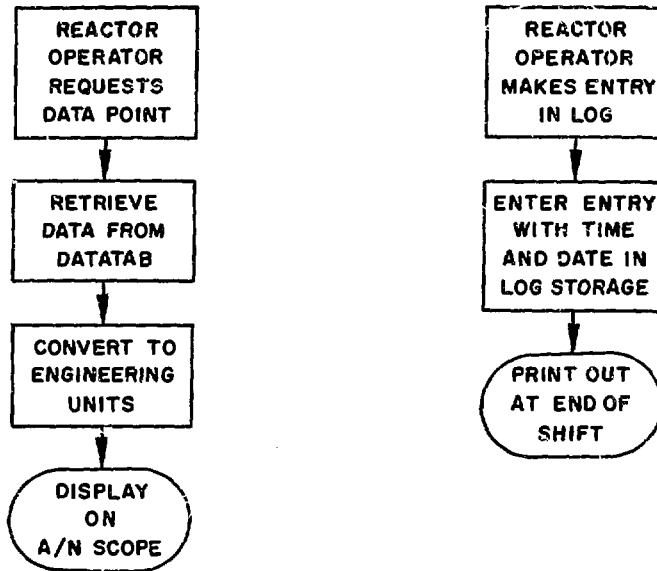 REACTOR
OPERATOR
REQUESTS
DATA POINT
RETRIEVE
DATA FROM
DATATAB
CONVERT TO
ENGINEERING
UNITS
DISPLAY
ON
A/N SCOPE
REACTOR
OPERATOR
MAKES ENTRY
IN LOG
ENTER ENTRY
WITH TIME
AND DATE IN
LOG STORAGE
PRINT OUT
AT END OF
SHIFT